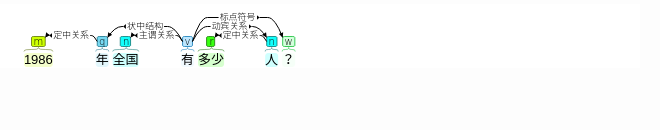 标点符号
状中结构 动宾关系
定中关系 主谓关系 定中关系
m q n v r n w
1986 年 全国 有 多少 人 ？